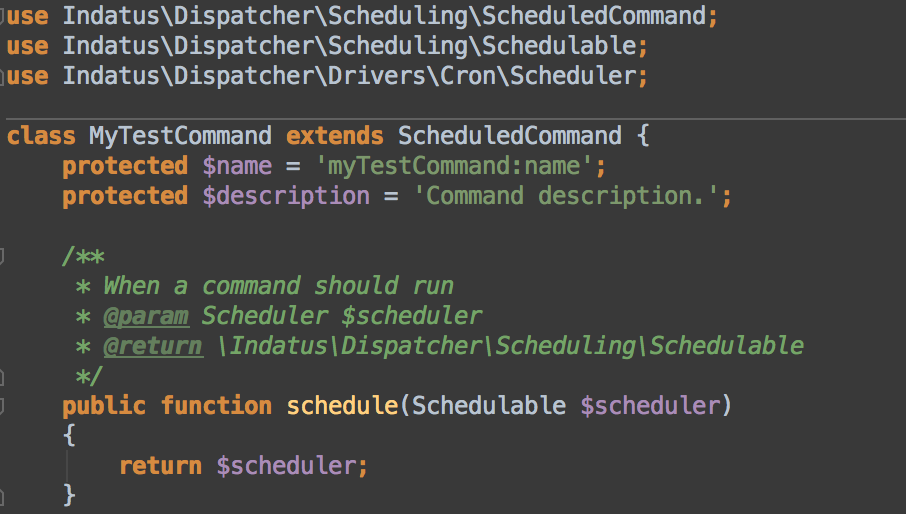 use Indatus\Dispatcher\Scheduling\ScheduledCommand;
use Indatus\Dispatcher\Scheduling\Schedulable;
use Indatus\Dispatcher\Drivers\Cron\Scheduler;

class MyTestCommand extends ScheduledCommand {
    protected $name = 'myTestCommand:name';
    protected $description = 'Command description.';

    /**
     * When a command should run
     * @param Scheduler $scheduler
     * @return \Indatus\Dispatcher\Scheduling\Schedulable
     */
    public function schedule(Schedulable $scheduler)
    {
        return $scheduler;
    }